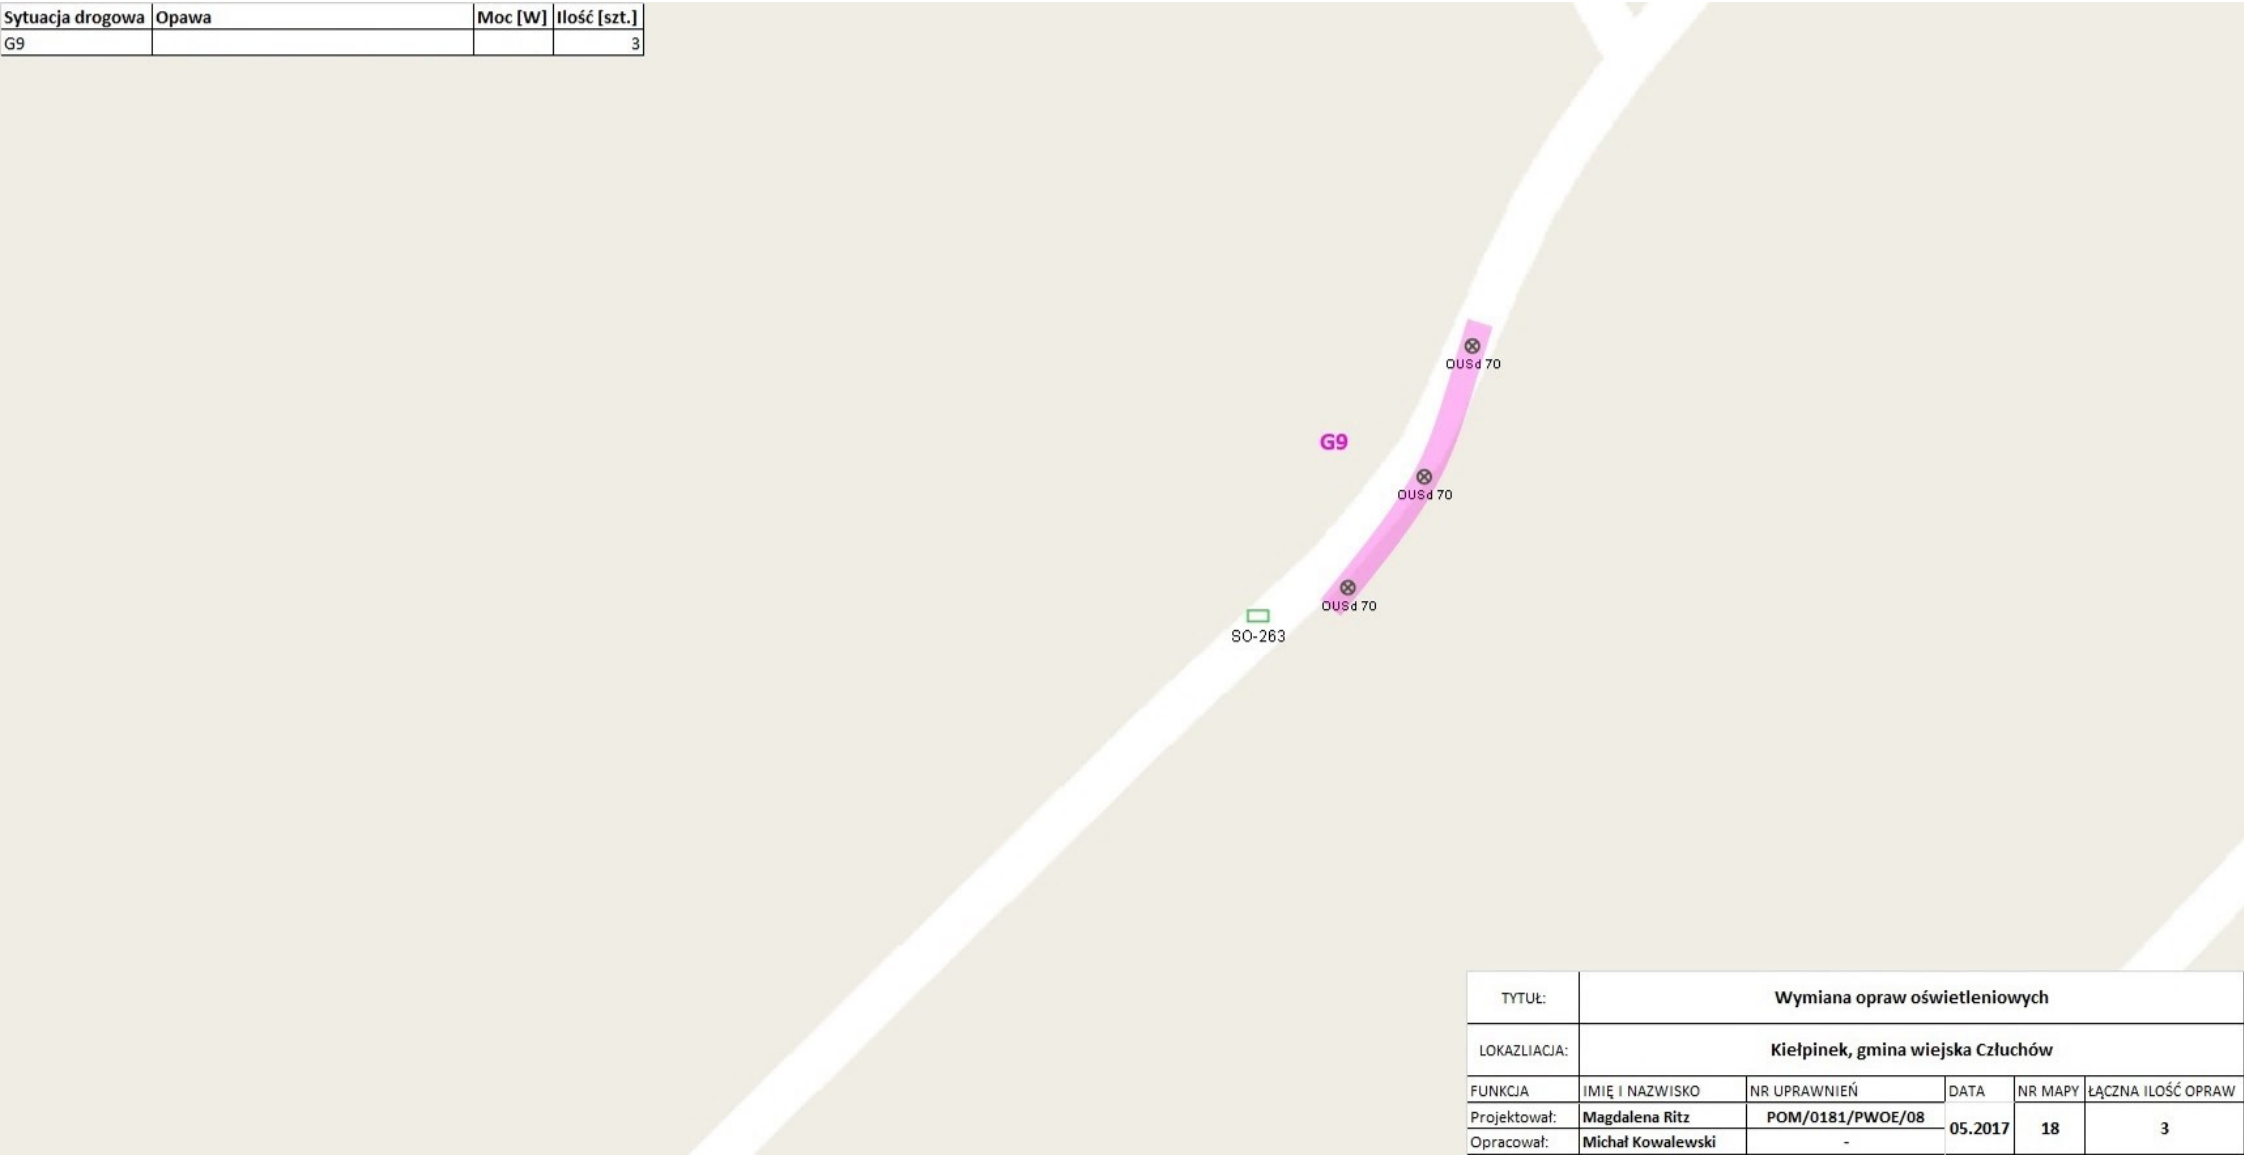 Sytuacja drogowa Opawa Moc [W] Ilość [szt.]
G9 3
OUSd 70
G9
OUSd 70
OUSd 70
SO-263
TYTUŁ: Wymiana opraw oświetleniowych
LOKAZLIACJA: Kiełpinek, gmina wiejska Człuchów
FUNKCJA IMIĘ I NAZWISKO NR UPRAWNIEŃ DATA NR MAPY ŁĄCZNA ILOŚĆ OPRAW
Projektował: Magdalena Ritz POM/0181/PWOE/08 05.2017 18 3
Opracował: Michał Kowalewski -